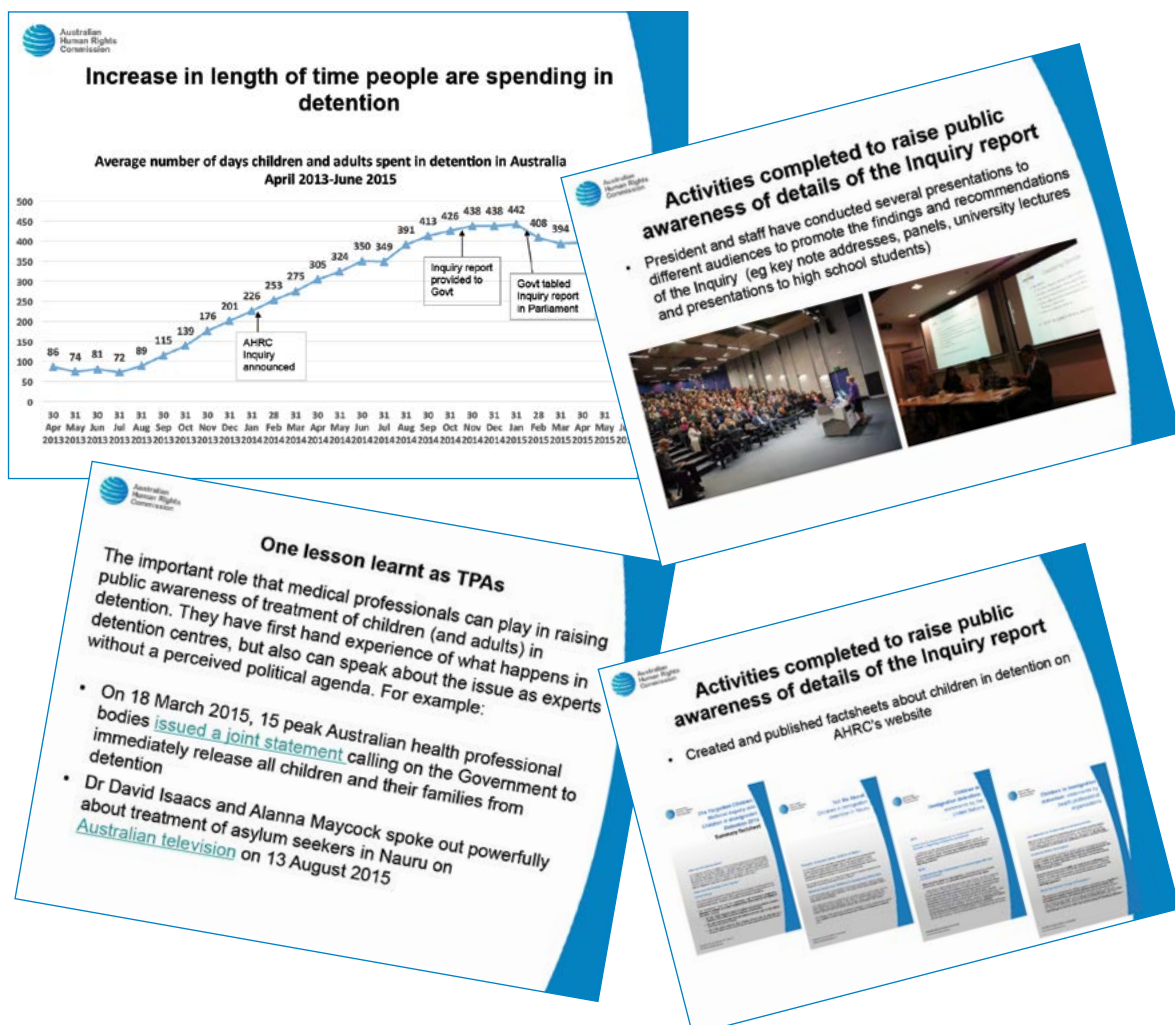 Australian
Human Rights
Commission
Increase in length of time people are spending in
detention
Average number of days children and adults spent in detention in Australia
April 2013-June 2015
500
450
400
350
300
250
200
150
100
50
0
86 74 81 72 89 115 139 176 201 226 253 275 305 324 350 349 391 413 426 438 438 442 408 394
AHRC
Inquiry
announced
Inquiry report
provided to
Govt
Govt tabled
Inquiry report
in Parliament
30 31 30 31 31 30 31 30 31 31 28 31 30 31 30 31 31 30 31 30 31 31 28 31 30 31
Apr May Jun Jul Aug Sep Oct Nov Dec Jan Feb Mar Apr May Jun Jul Aug Sep Oct Nov Dec Jan Feb Mar Apr May
2013 2013 2013 2013 2013 2013 2013 2013 2013 2014 2014 2014 2014 2014 2014 2014 2014 2014 2014 2014 2014 2015 2015 2015 2015 2015
Australian
Human Rights
Commission
Activities completed to raise public
awareness of details of the Inquiry report
• President and staff have conducted several presentations to
different audiences to promote the findings and recommendations
of the Inquiry (eg key note addresses, panels, university lectures
and presentations to high school students)
Australian
Human Rights
Commission
One lesson learnt as TPAs
The important role that medical professionals can play in raising
public awareness of treatment of children (and adults) in
detention. They have first hand experience of what happens in
detention centres, but also can speak about the issue as experts
without a perceived political agenda. For example:
• On 18 March 2015, 15 peak Australian health professional
bodies issued a joint statement calling on the Government to
immediately release all children and their families from
detention
• Dr David Isaacs and Alanna Maycock spoke out powerfully
about treatment of asylum seekers in Nauru on
Australian television on 13 August 2015
Australian
Human Rights
Commission
Activities completed to raise public
awareness of details of the Inquiry report
• Created and published factsheets about children in detention on
AHRC's website